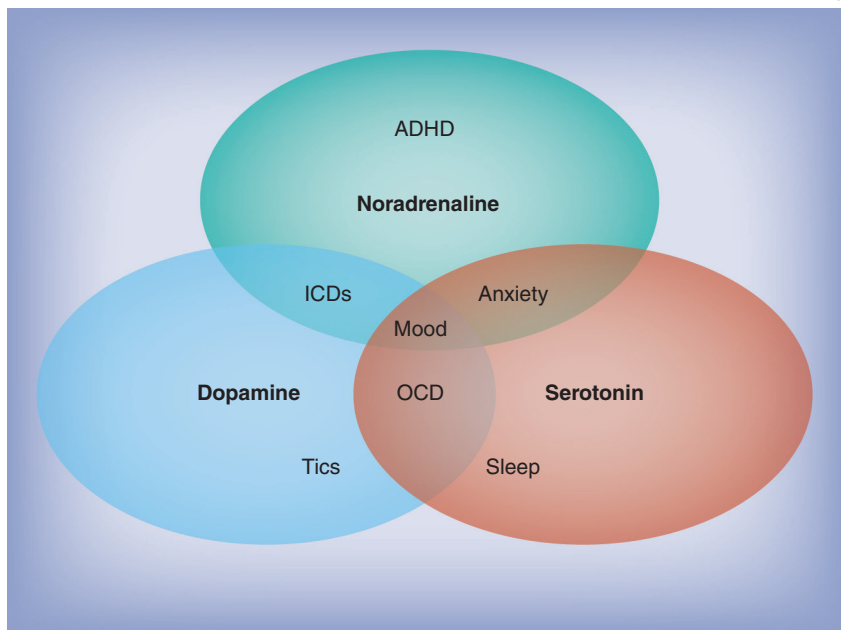 ADHD
Noradrenaline
ICDs
Anxiety
Mood
Dopamine
OCD
Serotonin
Tics
Sleep